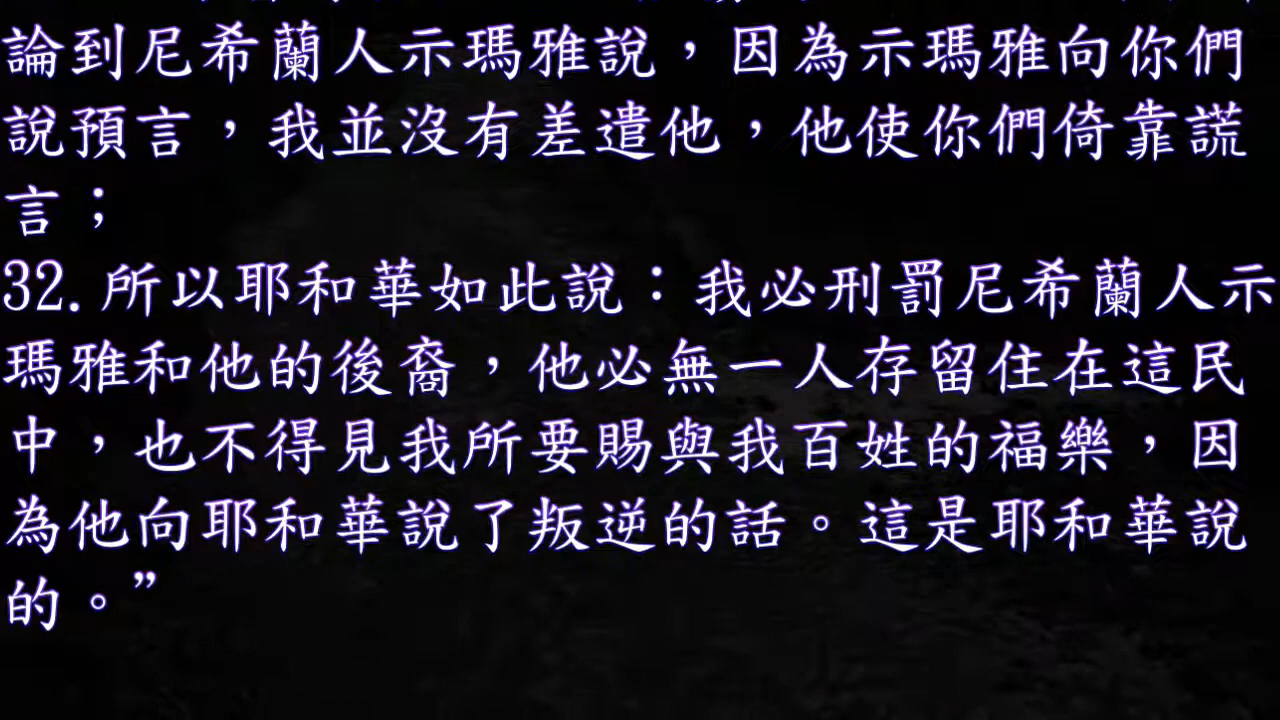 論到尼希蘭人示瑪雅說，因為示瑪雅向你們
說預言，我並沒有差遣他，他使你們倚靠謊
言；
32.所以耶和華如此說：我必刑罰尼希蘭人示
瑪雅和他的後裔，他必無一人存留住在這民
中，也不得見我所要賜與我百姓的福樂，因
為他向耶和華說了叛逆的話。這是耶和華說
的。”